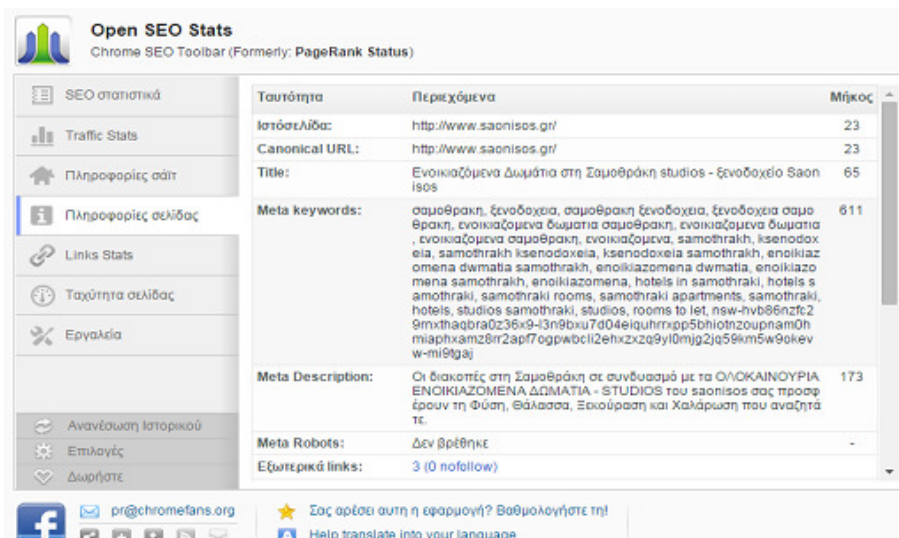 Open SEO Stats
Chrome SEO Toolbar (Formerly: PageRank Status)
SEO στατιστικά
Traffic Stats
Πληροφορίες σάϊτ
Πληροφορίες σελίδας
Links Stats
Ταχύτητα σελίδας
Εργαλεία
Ανανέωση Ιστορικού
Επιλογές
Δωρήστε
Ταυτότητα Περιεχόμενα Μήκος
Ιστόσελίδα: http://www.saonisos.gr/ 23
Canonical URL: http://www.saonisos.gr/ 23
Title: Ενοικιαζόμενα Δωμάτια στη Σαμοθράκη studios - ξενοδοχείο Saon 65
isos
Meta keywords: σαμοθρακη, ξενοδοχεια, σαμοθρακη ξενοδοχεια, ξενοδοχεια σαμο 611
θρακη, ενοικιαζομενα δωματια σαμοθρακη, ενοικιαζομενα δωματια
, ενοικιαζομενα σαμοθρακη, ενοικιαζομενα, samothrakh, ksenodox
eia, samothrakh ksenodoxeia, ksenodoxeia samothrakh, enoikiaz
omena dwmatia samothrakh, enoikiazomena dwmatia, enoikiazo
mena samothrakh, enoikiazomena, hotels in samothraki, hotels s
amothraki, samothraki rooms, samothraki apartments, samothraki,
hotels, studios samothraki, studios, rooms to let, nsw-hvb86nzfc2
9rnxthaqbra0z36x9-l3n9bxu7d04eiquhrrxpp5bhiotnzoupnam0h
miaphxamz8rr2apf7ogpwbcli2ehxzxzq9yl0mjg2jq59km5w9okev
w-mi9tgaj
Meta Description: Οι διακοπές στη Σαμοθράκη σε συνδυασμό με τα ΟΛΟΚΑΙΝΟΥΡΙΑ 173
ΕΝΟΙΚΙΑΖΟΜΕΝΑ ΔΩΜΑΤΙΑ - STUDIOS του saonisos σας προσφ
έρουν τη Φύση, Θάλασσα, Ξεκούραση και Χαλάρωση που αναζητά
τε.
Meta Robots: Δεν βρέθηκε -
Εξωτερικά links: 3 (0 nofollow)
pr@chromefans.org
Σας αρέσει αυτη η εφαρμογή? Βαθμολογήστε τη!
Help translate into your language